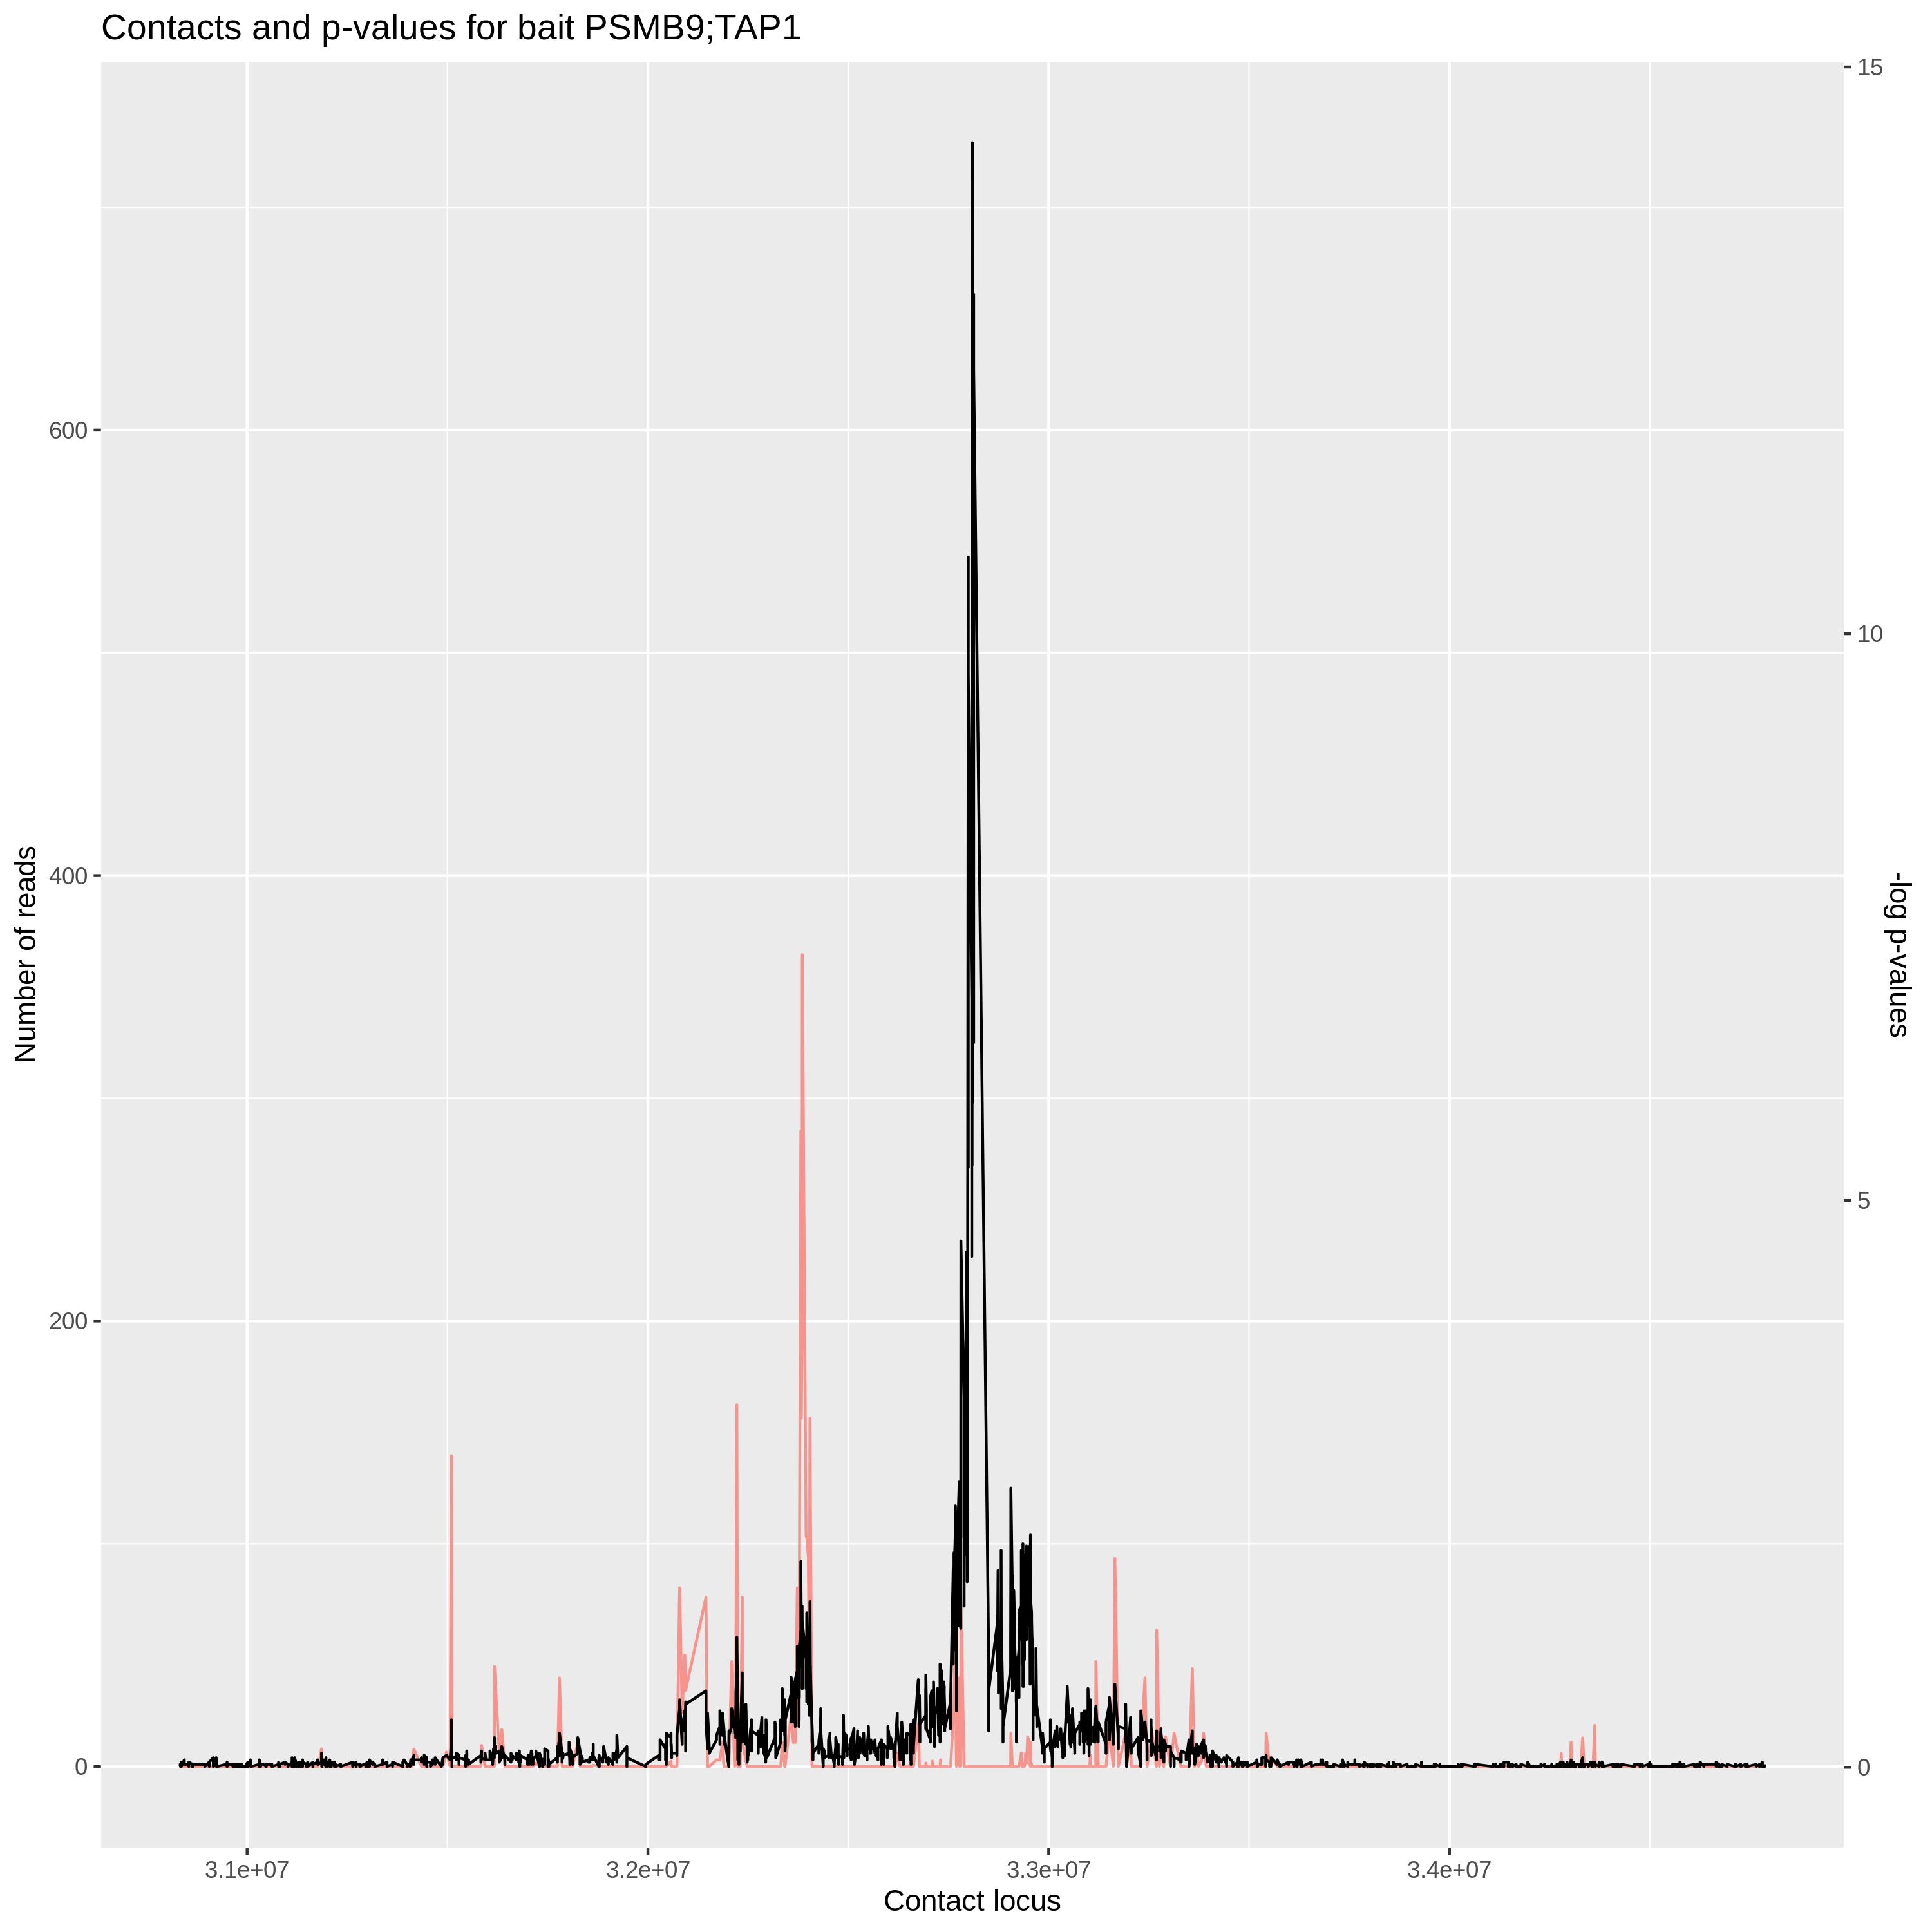 Contacts and p-values for bait PSMB9;TAP1
15
600
10
400
Number of reads
-log p-values
5
200
0
0
3.1e+07
3.2e+07
3.3e+07
3.4e+07
Contact locus